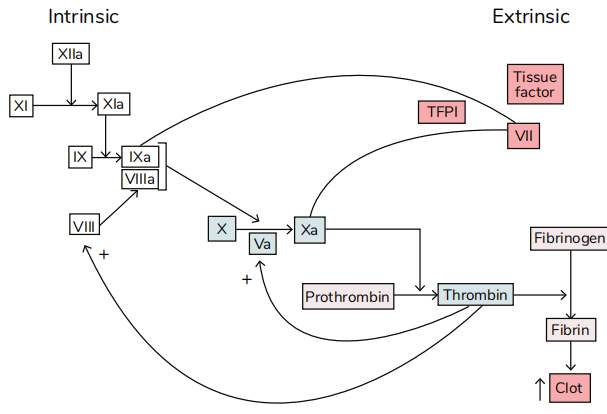 Intrinsic
Extrinsic
XIIa
Tissue
factor
XI
XIa
TFPI
VII
IX
IXa
VIIIa
VIII
+
X
Xa
Va
Fibrinogen
+
Prothrombin
Thrombin
Fibrin
Clot